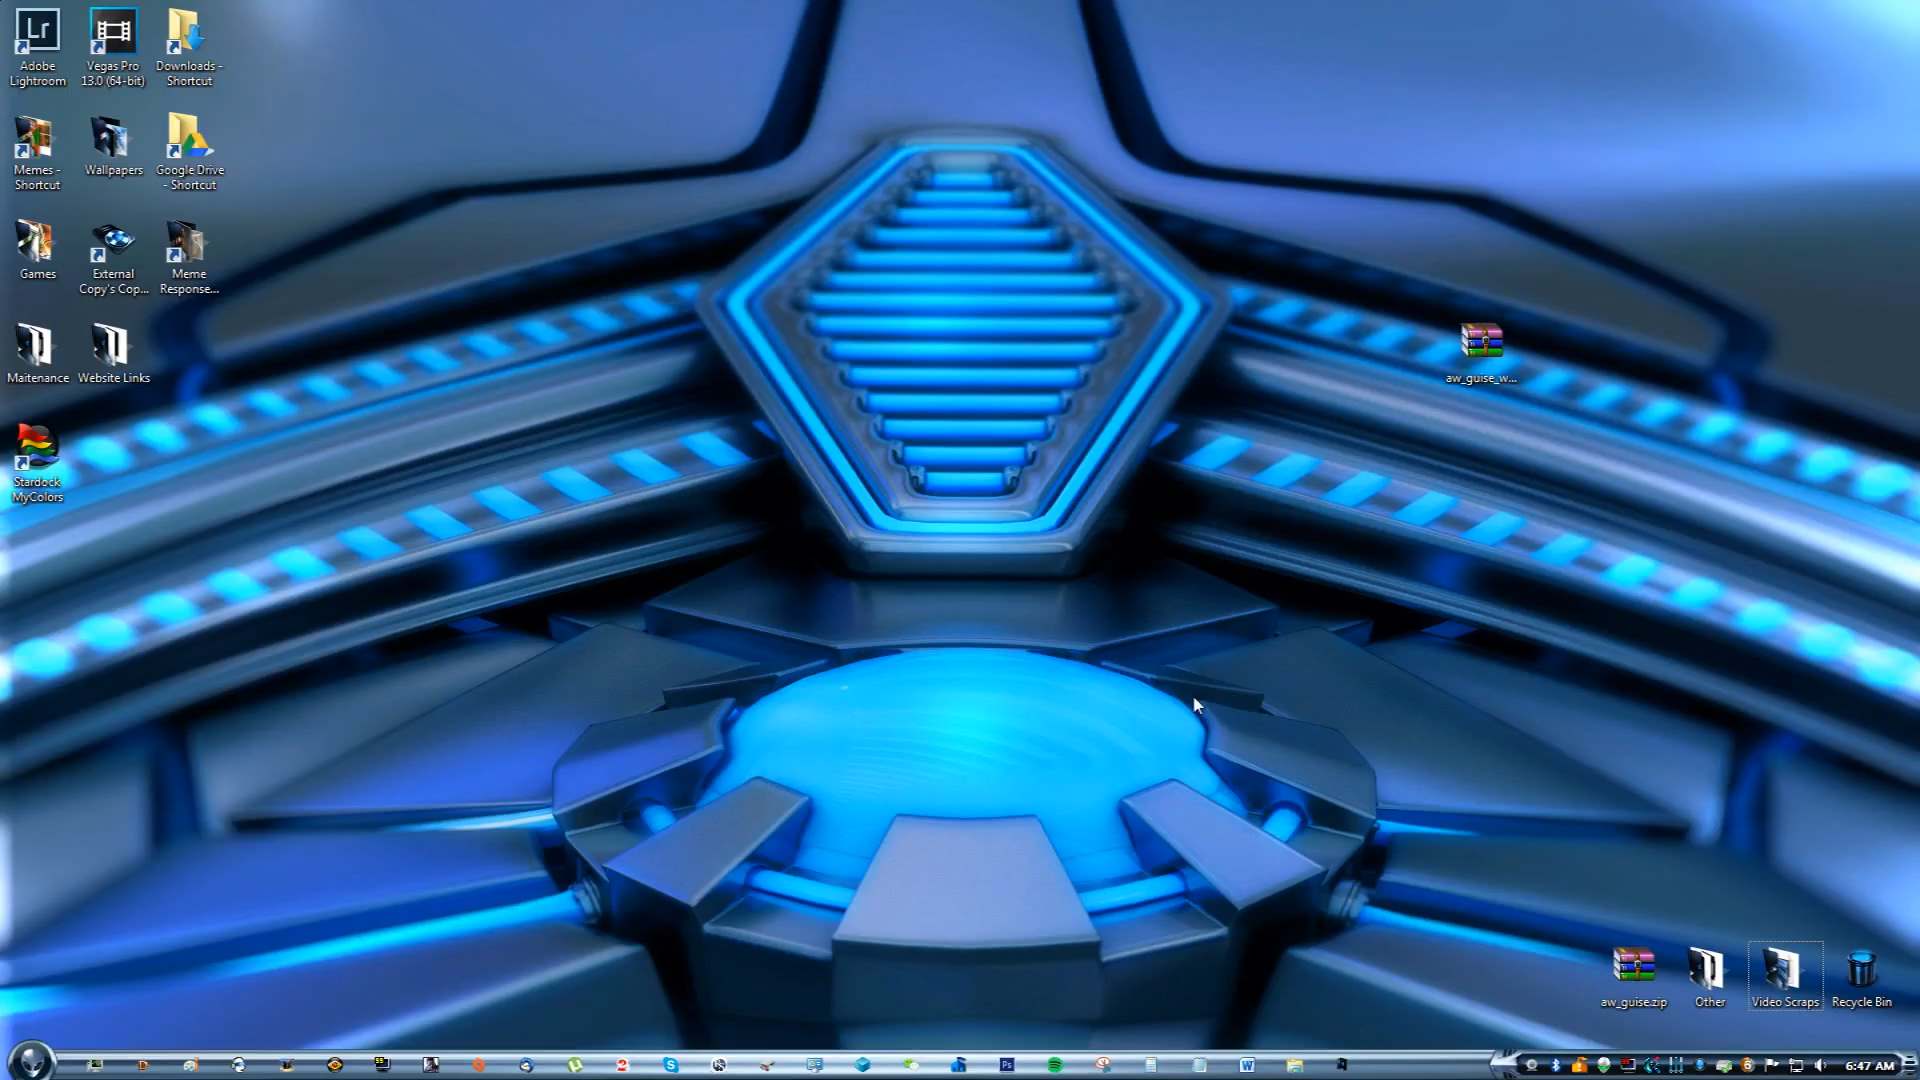 Lr
Adobe
Lightroom
Vegas Pro
13.0 (64-bit)
Downloads -
Shortcut
Memes -
Shortcut
Wallpapers
Google Drive
- Shortcut
Games
External
Copy's Cop...
Meme
Response...
Maitenance
Website Links
Stardock
MyColors
aw_guise_w...
aw_guise.zip
Other
Video Scraps
Recycle Bin
Ps
W
6:47 AM